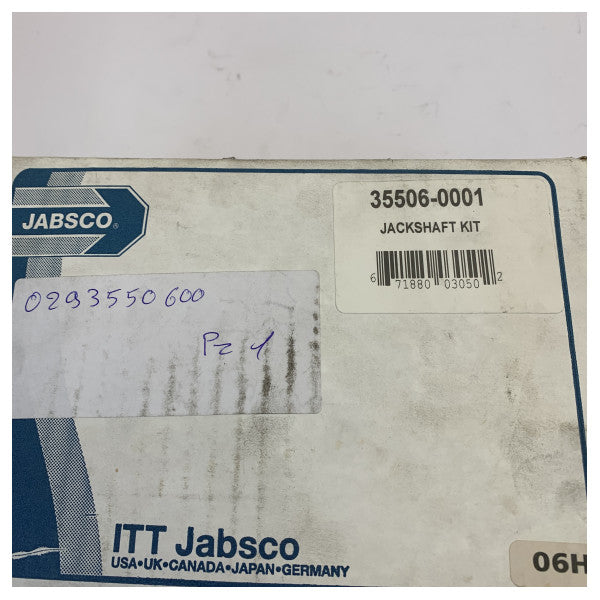 JABSCO®
35506-0001
JACKSHAFT KIT
6 71880 03050 2
0293550600
Pz 1
ITT Jabsco
USA•UK•CANADA•JAPAN•GERMANY
06H